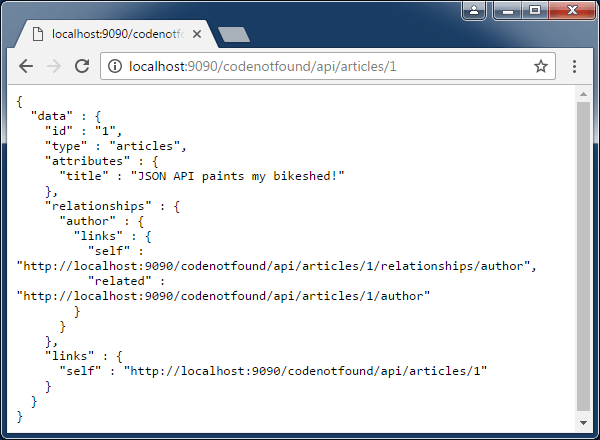 localhost:9090/codenotf
localhost:9090/codenotfound/api/articles/1
{
  "data" : {
    "id" : "1",
    "type" : "articles",
    "attributes" : {
      "title" : "JSON API paints my bikeshed!"
    },
    "relationships" : {
      "author" : {
        "links" : {
          "self" :
"http://localhost:9090/codenotfound/api/articles/1/relationships/author",
          "related" :
"http://localhost:9090/codenotfound/api/articles/1/author"
        }
      }
    },
    "links" : {
      "self" : "http://localhost:9090/codenotfound/api/articles/1"
    }
  }
}